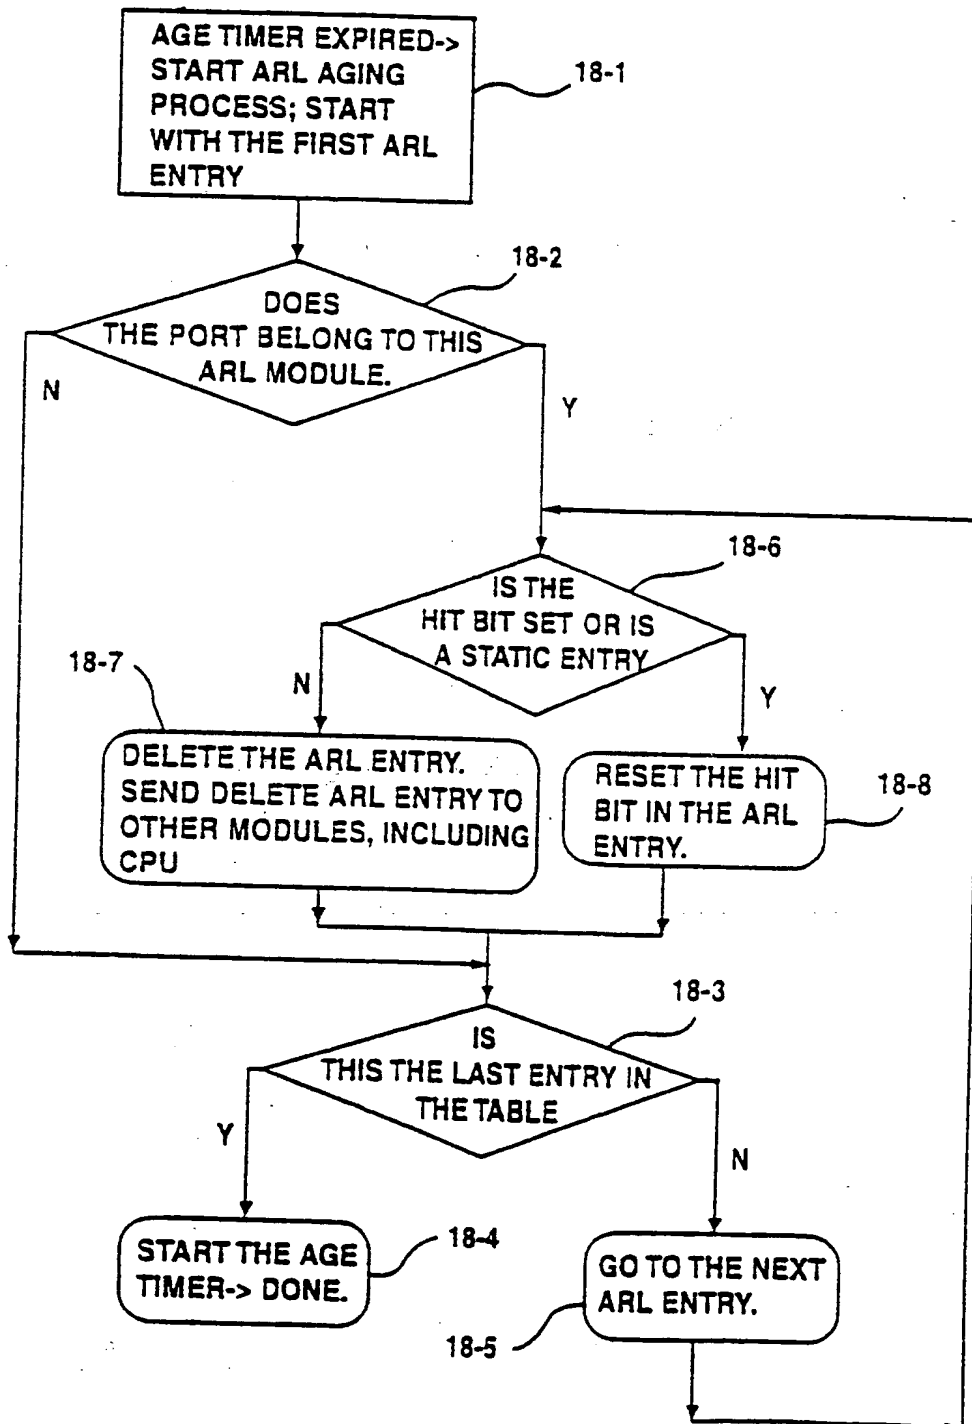 AGE TIMER EXPIRED->
START ARL AGING
PROCESS; START
WITH THE FIRST ARL
ENTRY
18-1
18-2
DOES
THE PORT BELONG TO THIS
ARL MODULE.
N
Y
18-6
IS THE
HIT BIT SET OR IS
A STATIC ENTRY
18-7
N
Y
DELETE THE ARL ENTRY.
SEND DELETE ARL ENTRY TO
OTHER MODULES, INCLUDING
CPU
RESET THE HIT
BIT IN THE ARL
ENTRY.
18-8
18-3
IS
THIS THE LAST ENTRY IN
THE TABLE
Y
N
START THE AGE
TIMER-> DONE.
18-4
GO TO THE NEXT
ARL ENTRY.
18-5